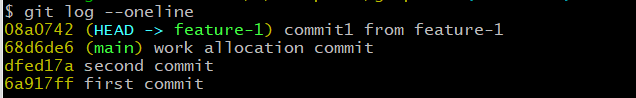 $ git log --oneline
08a0742 (HEAD -> feature-1) commit1 from feature-1
68d6de6 (main) work allocation commit
dfed17a second commit
6a917ff first commit